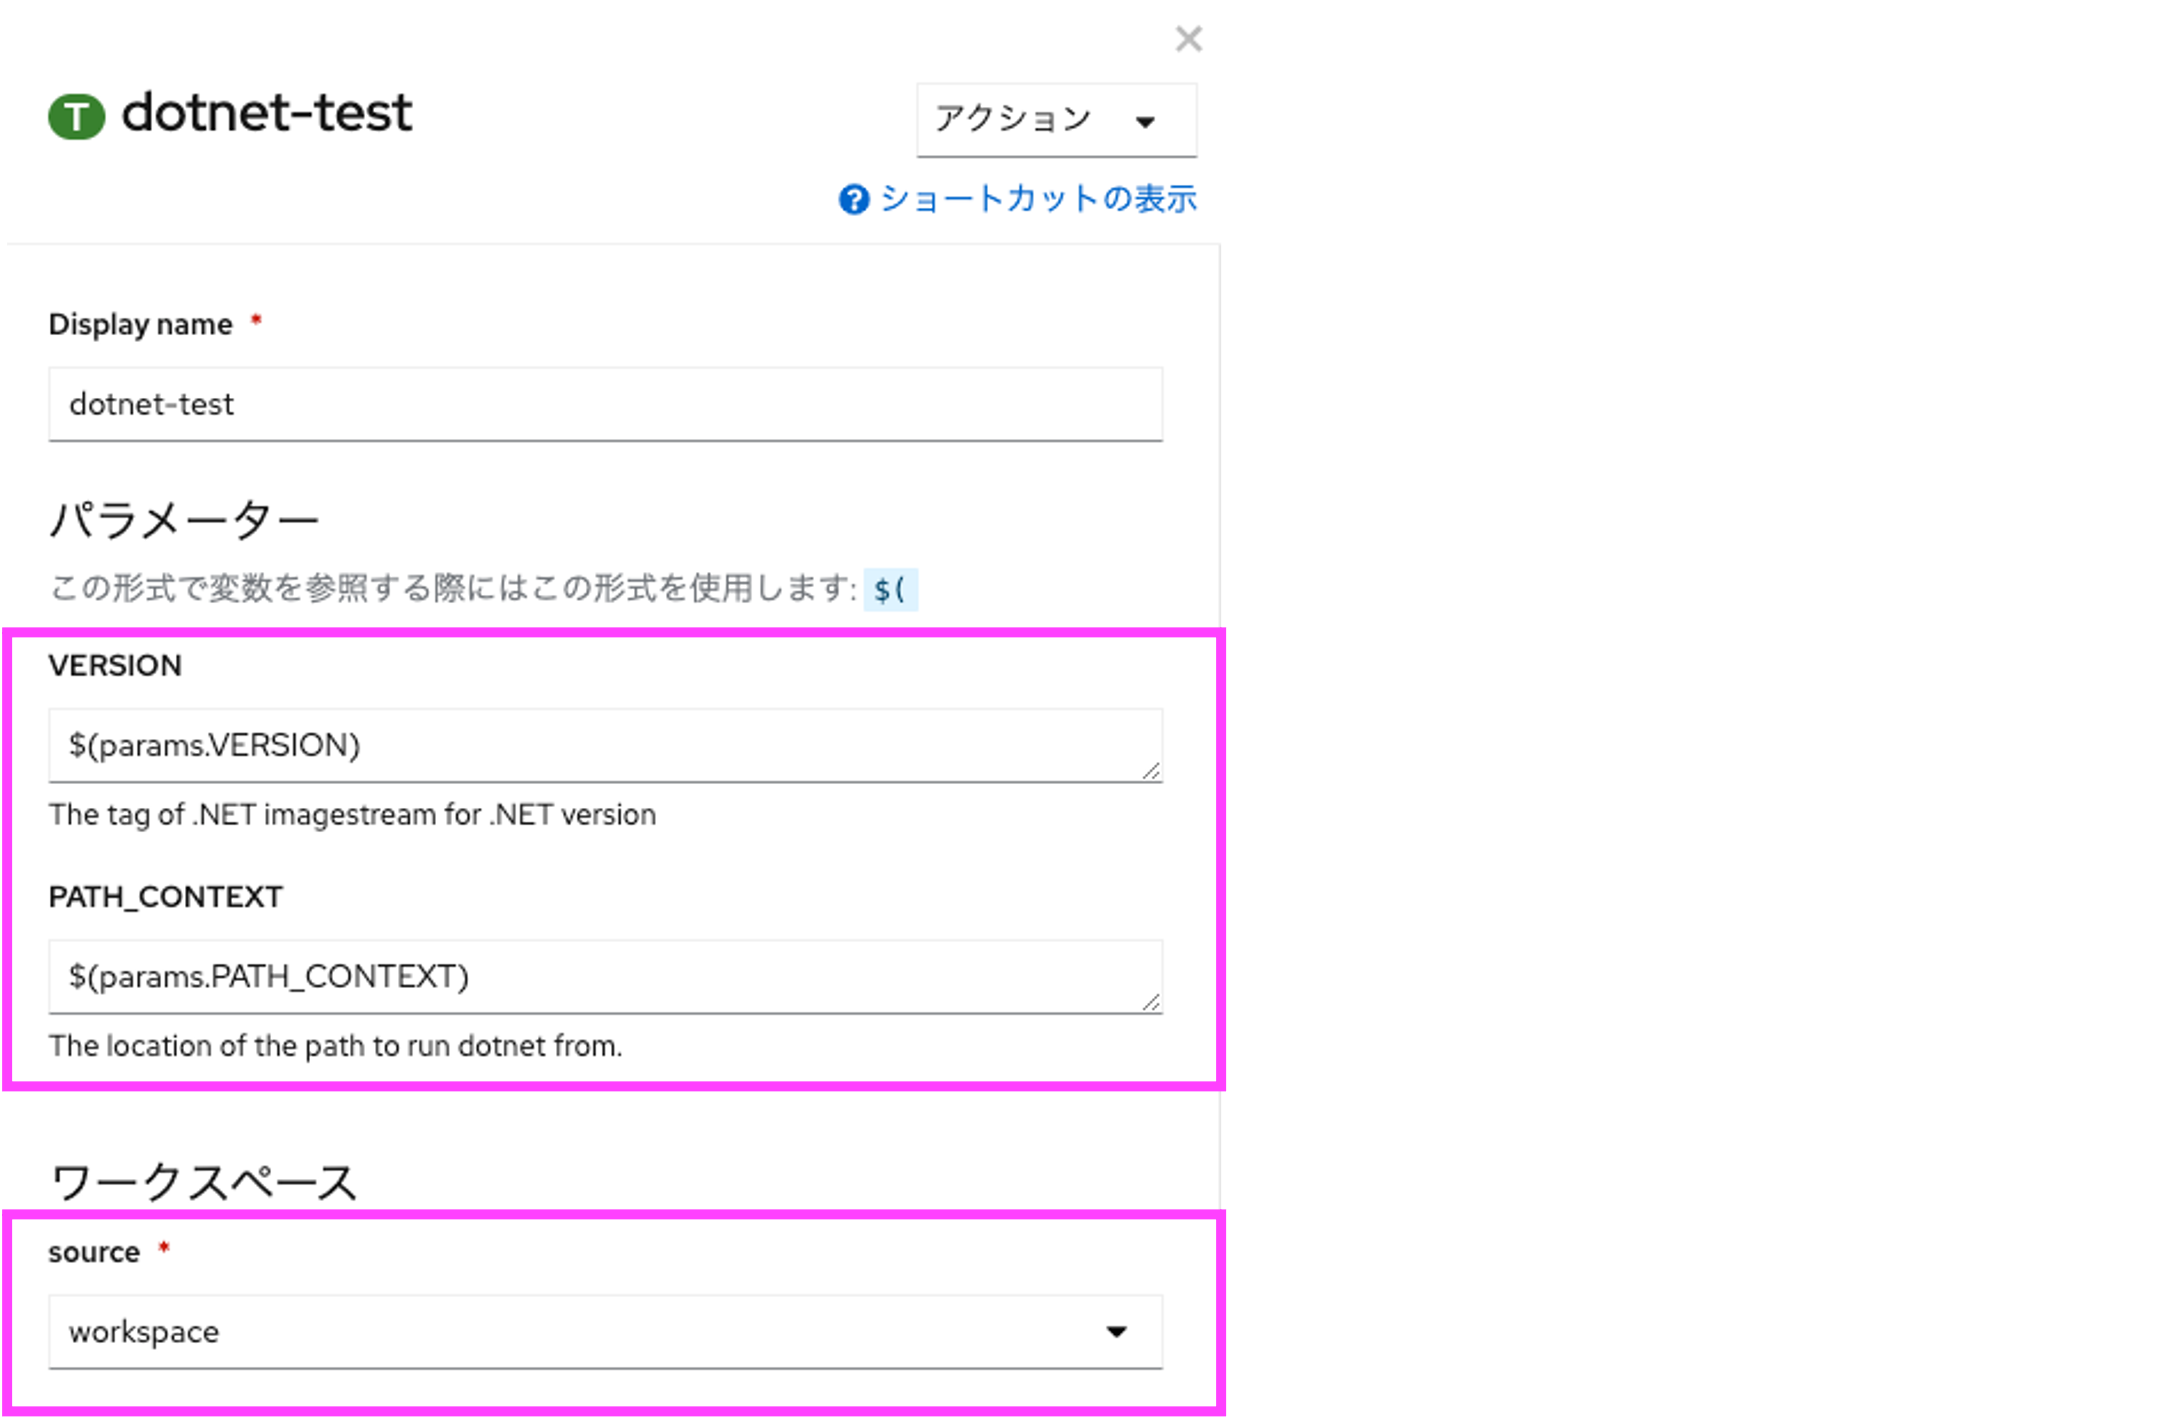 T dotnet-test
アクション
? ショートカットの表示
Display name *
dotnet-test
パラメーター
この形式で変数を参照する際にはこの形式を使用します: $(
VERSION
$(params.VERSION)
The tag of .NET imagestream for .NET version
PATH_CONTEXT
$(params.PATH_CONTEXT)
The location of the path to run dotnet from.
ワークスペース
source *
workspace